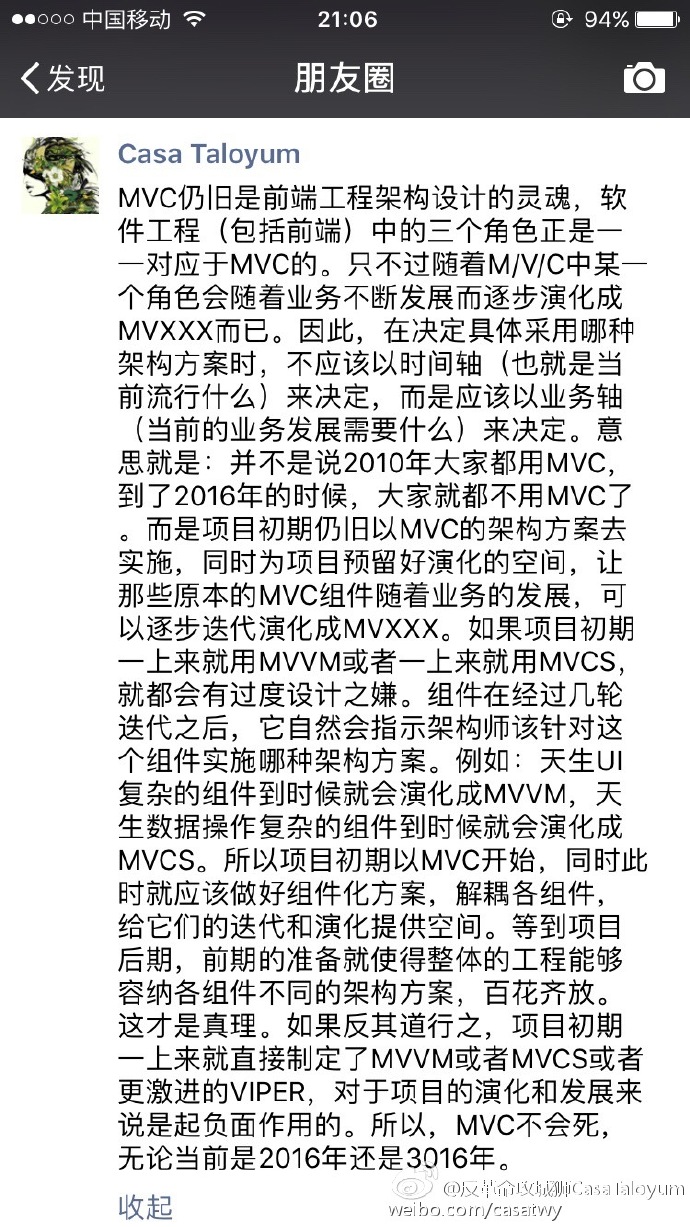 中国移动 21:06 94%
发现 朋友圈
Casa Taloyum
MVC仍旧是前端工程架构设计的灵魂，软
件工程（包括前端）中的三个角色正是一
一对应于MVC的。只不过随着M/V/C中某一
个角色会随着业务不断发展而逐步演化成
MVXXX而已。因此，在决定具体采用哪种
架构方案时，不应该以时间轴（也就是当
前流行什么）来决定，而是应该以业务轴
（当前的业务发展需要什么）来决定。意
思就是：并不是说2010年大家都用MVC，
到了2016年的时候，大家就都不用MVC了
。而是项目初期仍旧以MVC的架构方案去
实施，同时为项目预留好演化的空间，让
那些原本的MVC组件随着业务的发展，可
以逐步迭代演化成MVXXX。如果项目初期
一上来就用MVVM或者一上来就用MVCS，
就都会有过度设计之嫌。组件在经过几轮
迭代之后，它自然会指示架构师该针对这
个组件实施哪种架构方案。例如：天生UI
复杂的组件到时候就会演化成MVVM，天
生数据操作复杂的组件到时候就会演化成
MVCS。所以项目初期以MVC开始，同时此
时就应该做好组件化方案，解耦各组件，
给它们的迭代和演化提供空间。等到项目
后期，前期的准备就使得整体的工程能够
容纳各组件不同的架构方案，百花齐放。
这才是真理。如果反其道行之，项目初期
一上来就直接制定了MVVM或者MVCS或者
更激进的VIPER，对于项目的演化和发展来
说是起负面作用的。所以，MVC不会死，
无论当前是2016年还是3016年。
收起
@反革命攻城狮CasaTaloyum
weibo.com/casatwy